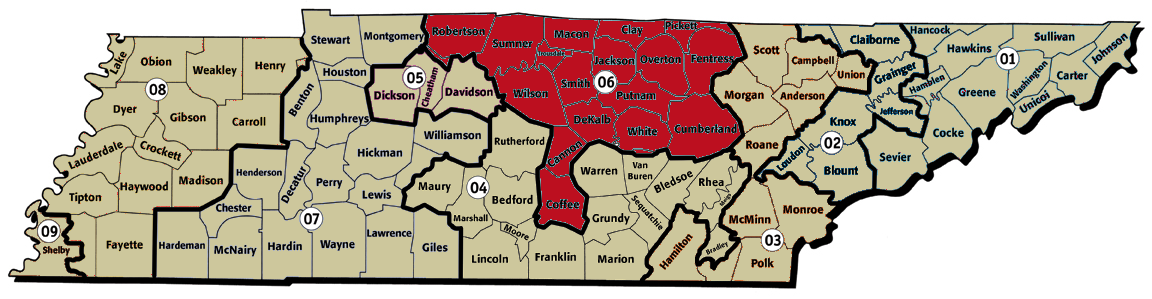 Lake
Obion
Weakley
Henry
08
Dyer
Gibson
Carroll
Lauderdale
Crockett
Tipton
Haywood
Madison
09
Shelby
Fayette
Stewart
Montgomery
Houston
Benton
Humphreys
Dickson
05
Cheatham
Davidson
Hickman
Williamson
Henderson
Decatur
Perry
Lewis
Chester
07
Hardeman
McNairy
Hardin
Wayne
Lawrence
Giles
Robertson
Sumner
Macon
Clay
Pickett
Trousdale
Jackson
Overton
Fentress
Smith
06
Wilson
Putnam
DeKalb
White
Cumberland
Cannon
Coffee
Rutherford
Maury
04
Bedford
Marshall
Moore
Lincoln
Franklin
Warren
Van
Buren
Bledsoe
Rhea
Meigs
Sequatchie
Grundy
Marion
Hamilton
Bradley
McMinn
Monroe
03
Polk
Scott
Campbell
Morgan
Anderson
Roane
Union
Claiborne
Grainger
Hancock
Hawkins
Sullivan
01
Johnson
Hamblen
Washington
Carter
Greene
Unicoi
Jefferson
Knox
02
Cocke
Loudon
Blount
Sevier